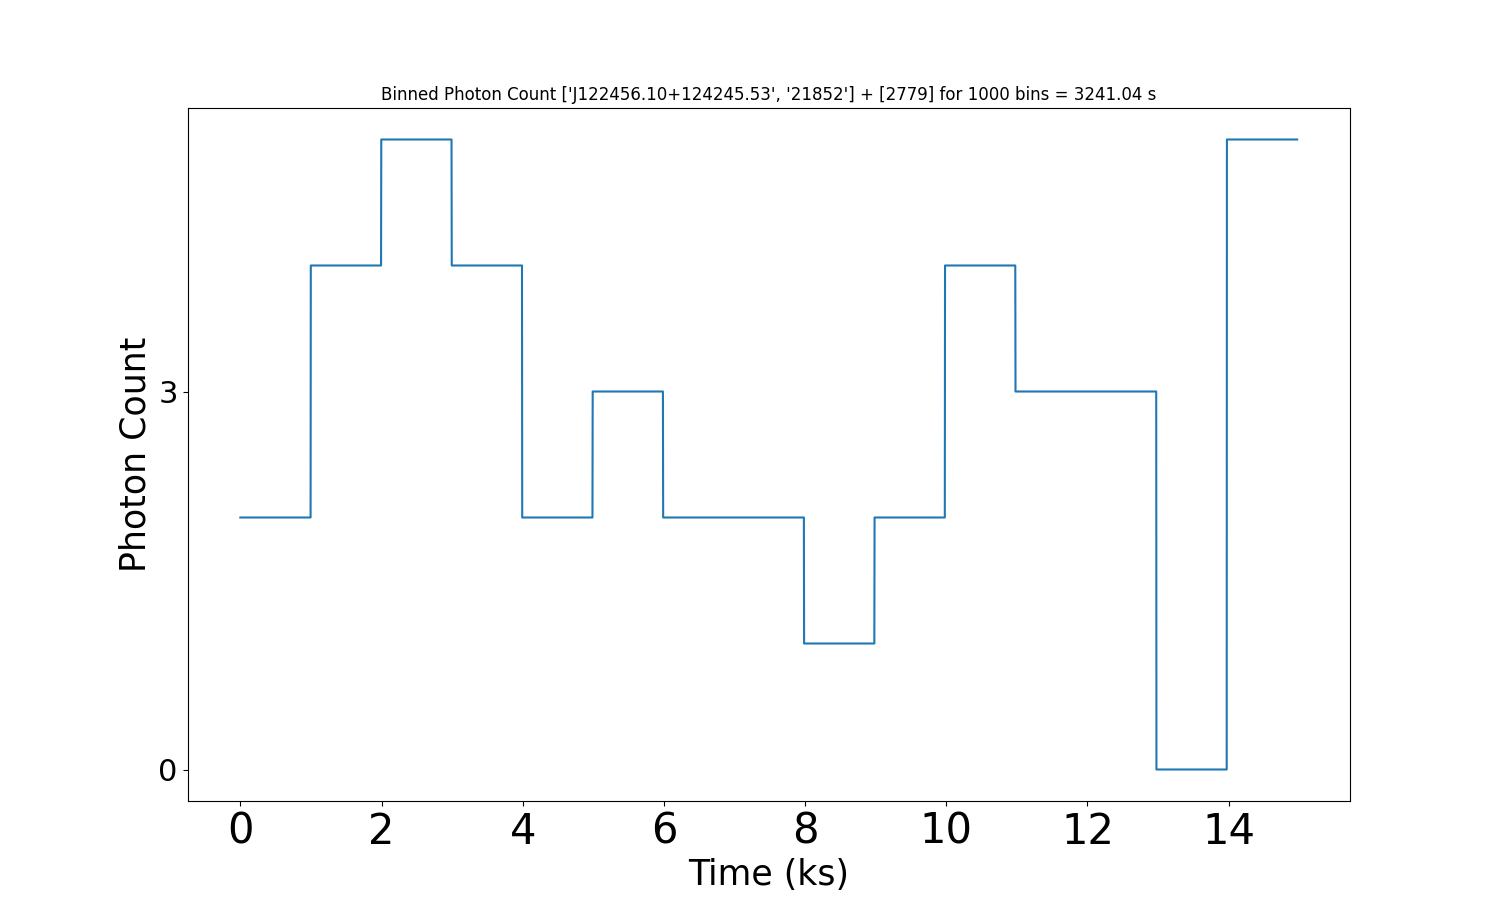 Binned Photon Count ['J122456.10+124245.53', '21852'] + [2779] for 1000 bins = 3241.04 s
Photon Count
3
0
0 2 4 6 8 10 12 14
Time (ks)